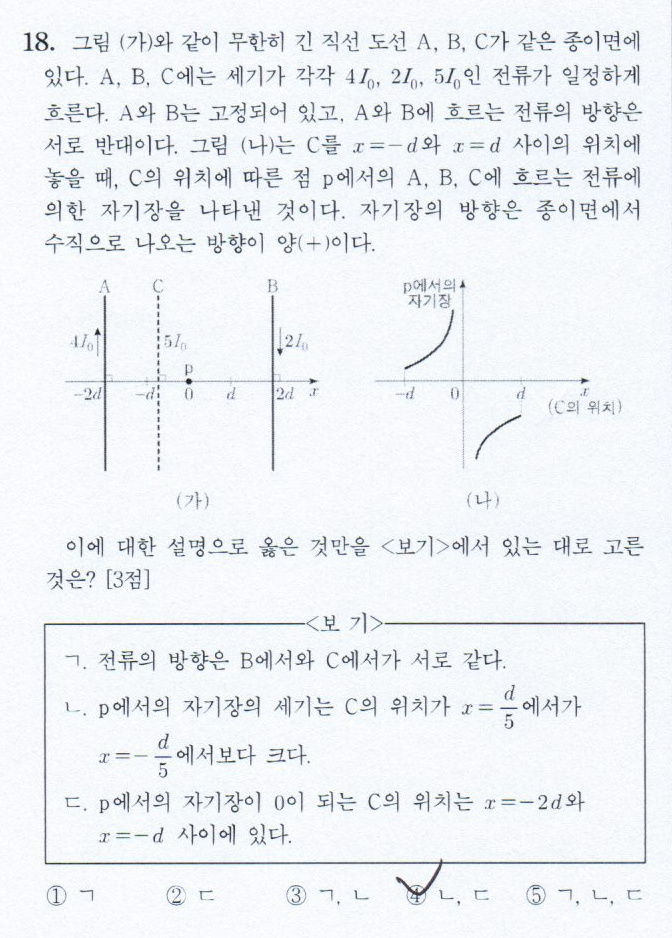 18. 그림 (가)와 같이 무한히 긴 직선 도선 A, B, C가 같은 종이면에
있다. A, B, C에는 세기가 각각 4I₀, 2I₀, 5I₀인 전류가 일정하게
흐른다. A와 B는 고정되어 있고, A와 B에 흐르는 전류의 방향은
서로 반대이다. 그림 (나)는 C를 x=-d와 x=d 사이의 위치에
놓을 때, C의 위치에 따른 점 p에서의 A, B, C에 흐르는 전류에
의한 자기장을 나타낸 것이다. 자기장의 방향은 종이면에서
수직으로 나오는 방향이 양(+)이다.
A C B
4I₀ 5I₀ 2I₀
p
-2d -d 0 d 2d x
(가)
p에서의
자기장
-d 0 d x
(C의 위치)
(나)
이에 대한 설명으로 옳은 것만을 <보기>에서 있는 대로 고른
것은? [3점]
<보 기>
ㄱ. 전류의 방향은 B에서와 C에서가 서로 같다.
ㄴ. p에서의 자기장의 세기는 C의 위치가 x=d/5에서가
x=-d/5에서보다 크다.
ㄷ. p에서의 자기장이 0이 되는 C의 위치는 x=-2d와
x=-d 사이에 있다.
① ㄱ ② ㄷ ③ ㄱ, ㄴ ④ ㄴ, ㄷ ⑤ ㄱ, ㄴ, ㄷ